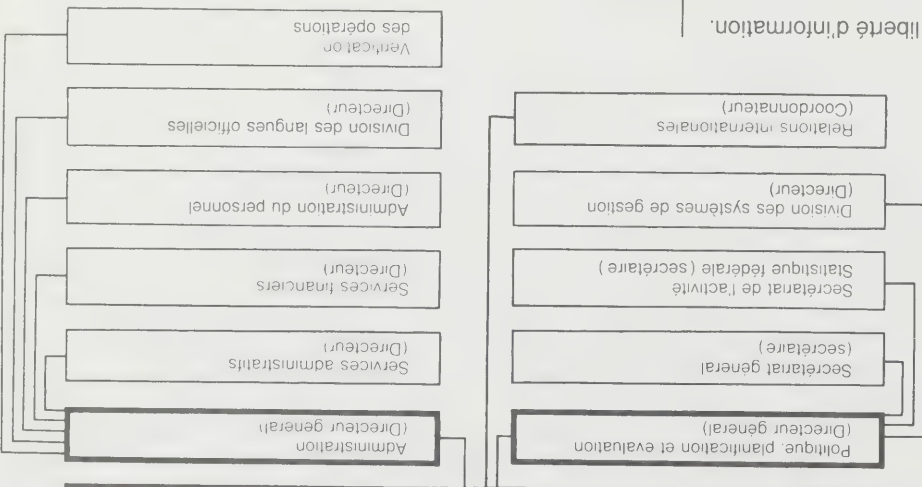 Politique, planification et évaluation
(Directeur général)
Secrétariat général
(secrétaire)
Secrétariat de l'activité
Statistique fédérale (secrétaire)
Division des systèmes de gestion
(Directeur)
Relations internationales
(Coordonnateur)
Administration
(Directeur général)
Services administratifs
(Directeur)
Services financiers
(Directeur)
Administration du personnel
(Directeur)
Division des langues officielles
(Directeur)
Vérification
des opérations
liberté d'information.